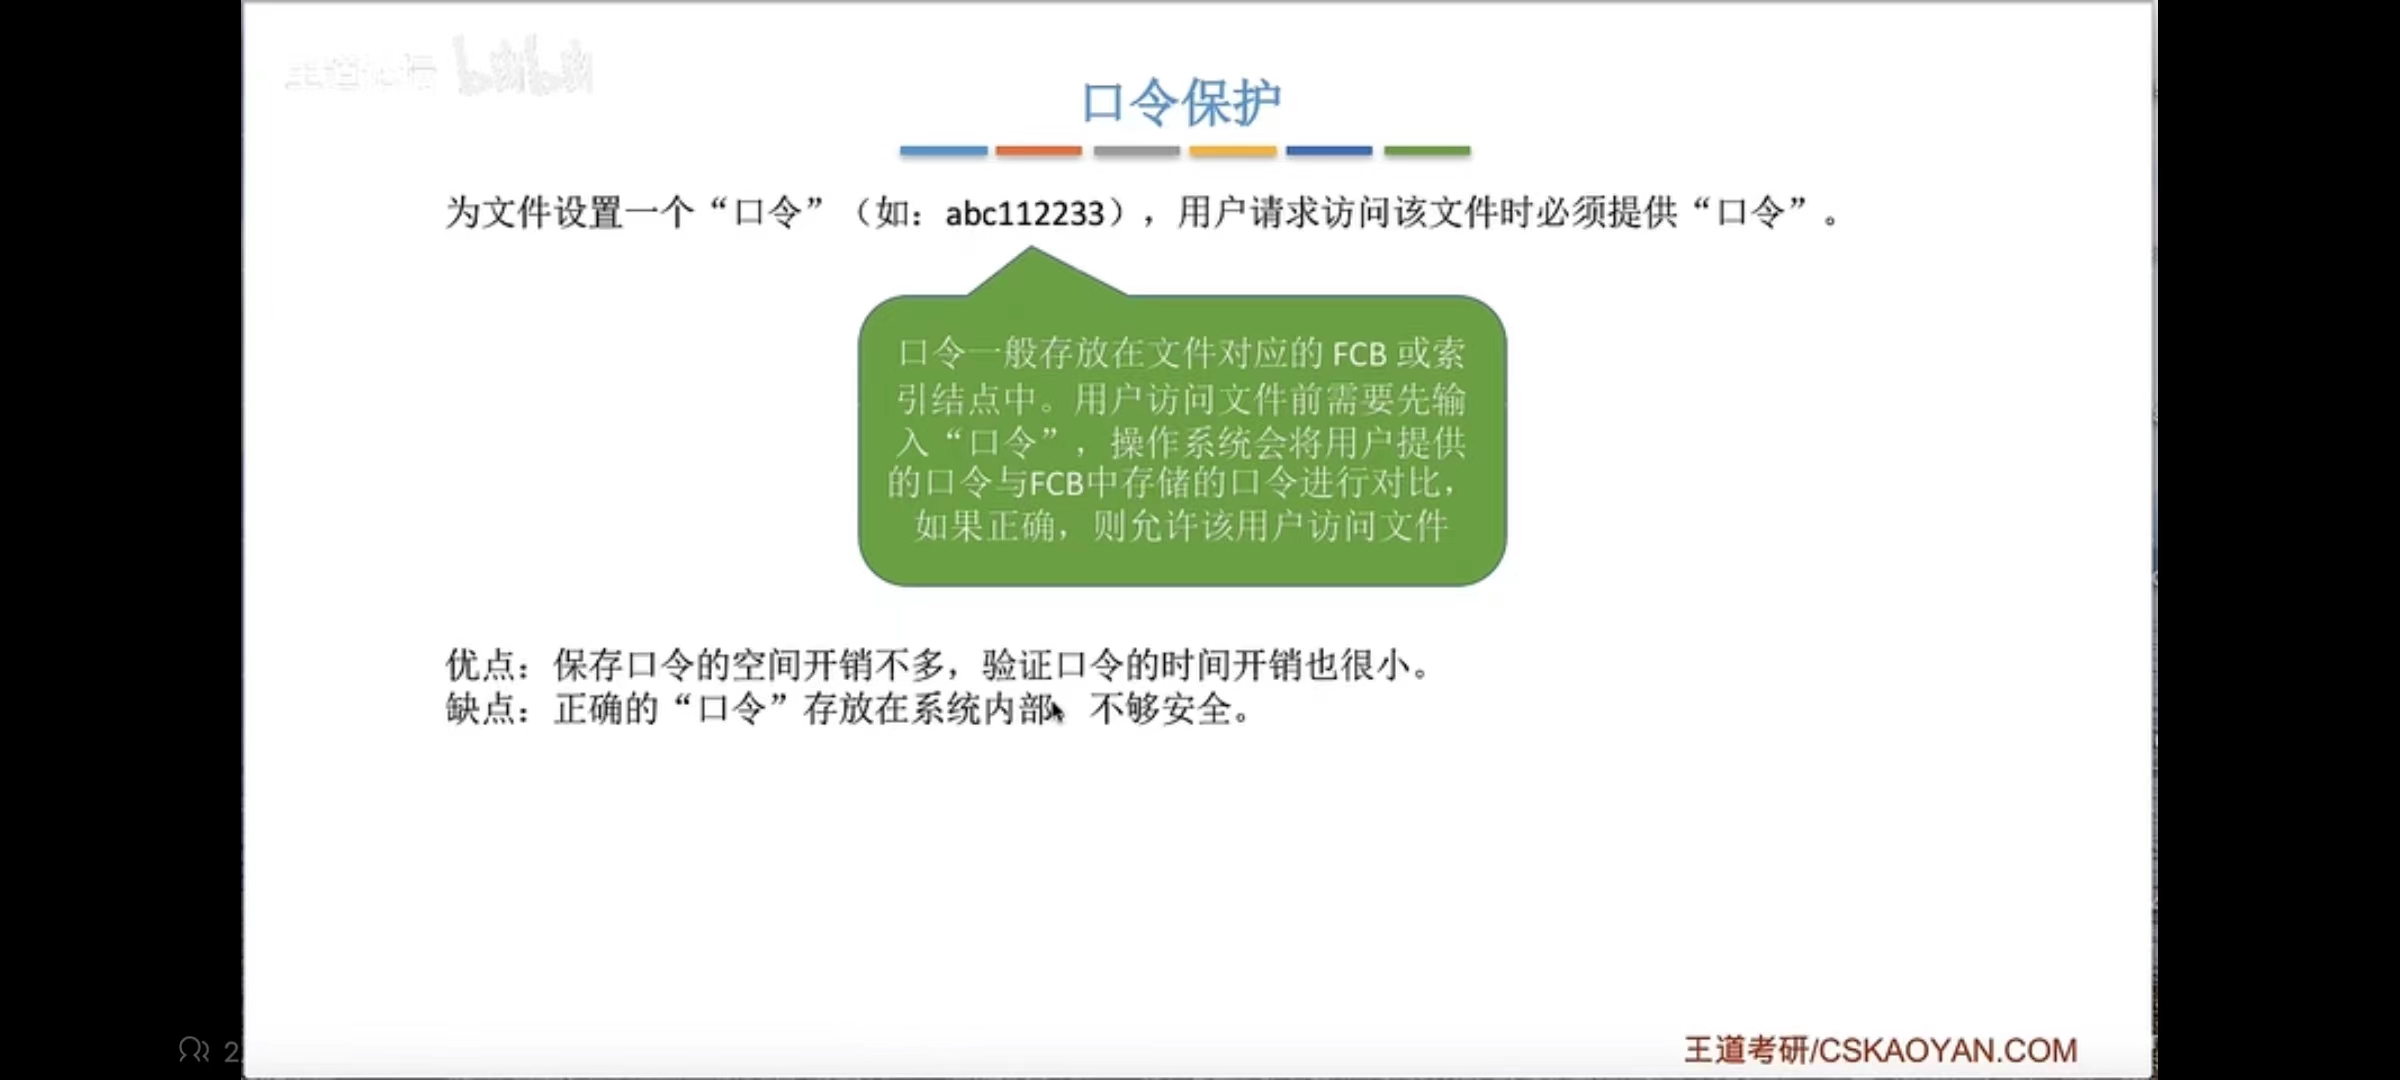 王道论坛 bilibili
口令保护
为文件设置一个“口令”（如：abc112233），用户请求访问该文件时必须提供“口令”。
口令一般存放在文件对应的 FCB 或索
引结点中。用户访问文件前需要先输
入“口令”，操作系统会将用户提供
的口令与FCB中存储的口令进行对比，
如果正确，则允许该用户访问文件
优点：保存口令的空间开销不多，验证口令的时间开销也很小。
缺点：正确的“口令”存放在系统内部 不够安全。
王道考研/CSKAOYAN.COM